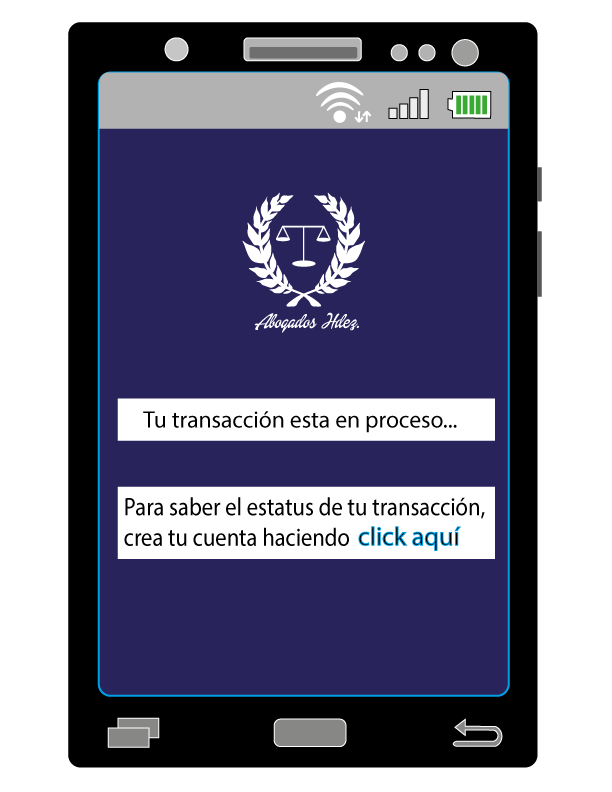 Abogados Hdez.
Tu transacción esta en proceso...
Para saber el estatus de tu transacción,
crea tu cuenta haciendo click aquí